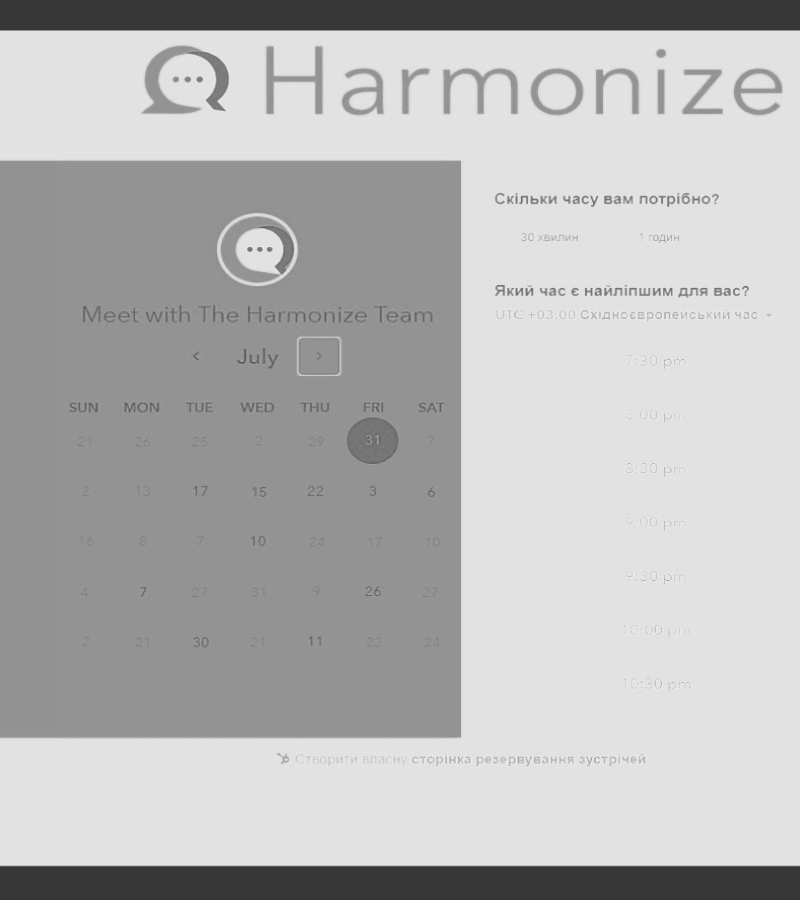 Harmonize
Meet with The Harmonize Team
July
SUN MON TUE WED THU FRI SAT
21 26 25 2 29 31 7
2 13 17 15 22 3 6
16 8 7 10 24 17 10
4 7 27 31 9 26 27
2 21 30 21 11 22 24
Скільки часу вам потрібно?
30 хвилин 1 годин
Який час є найліпшим для вас?
UTC +03:00 Східноєвропейський час
7:30 pm
8:00 pm
8:30 pm
9:00 pm
9:30 pm
10:00 pm
10:30 pm
Створити власну сторінка резервування зустрічей